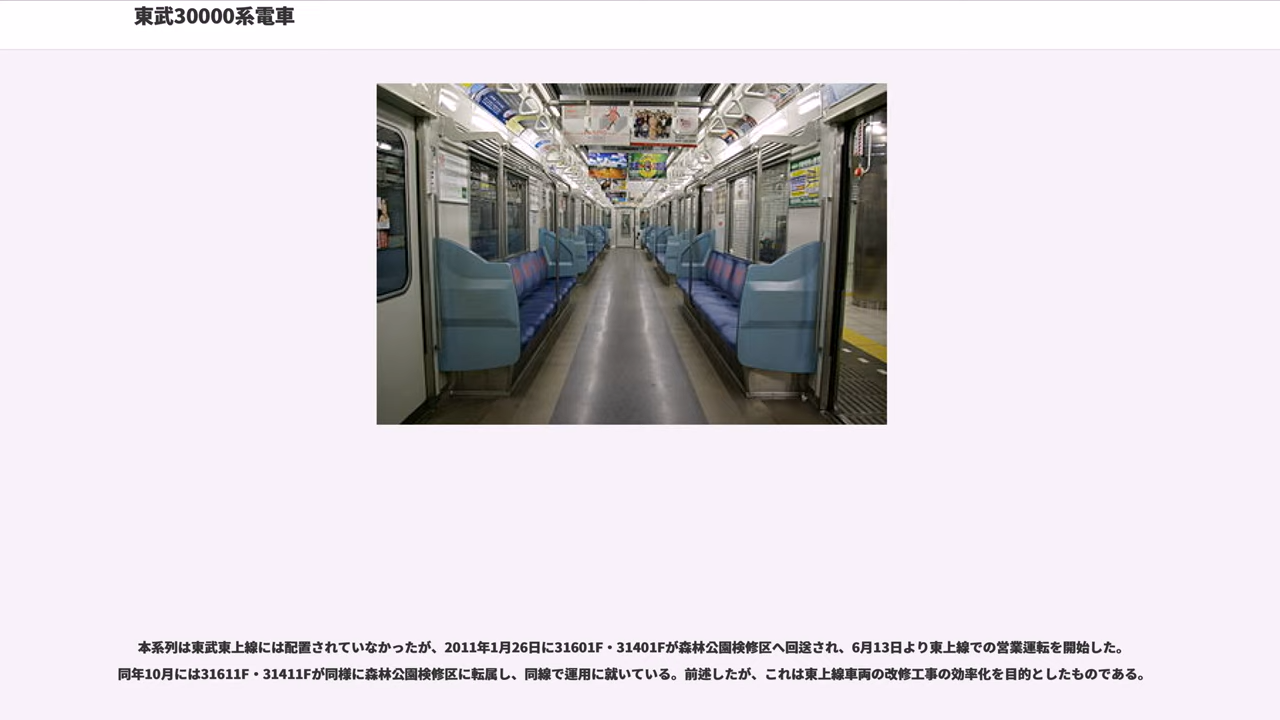 東武30000系電車
本系列は東武東上線には配置されていなかったが、2011年1月26日に31601F・31401Fが森林公園検修区へ回送され、6月13日より東上線での営業運転を開始した。
同年10月には31611F・31411Fが同様に森林公園検修区に転属し、同線で運用に就いている。前述したが、これは東上線車両の改修工事の効率化を目的としたものである。